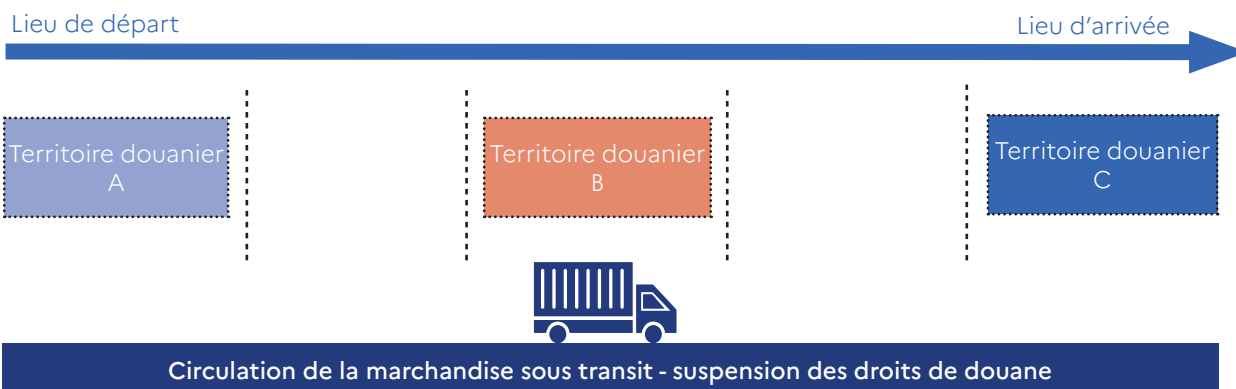 Lieu de départ
Lieu d'arrivée
Territoire douanier
A
Territoire douanier
B
Territoire douanier
C
Circulation de la marchandise sous transit - suspension des droits de douane